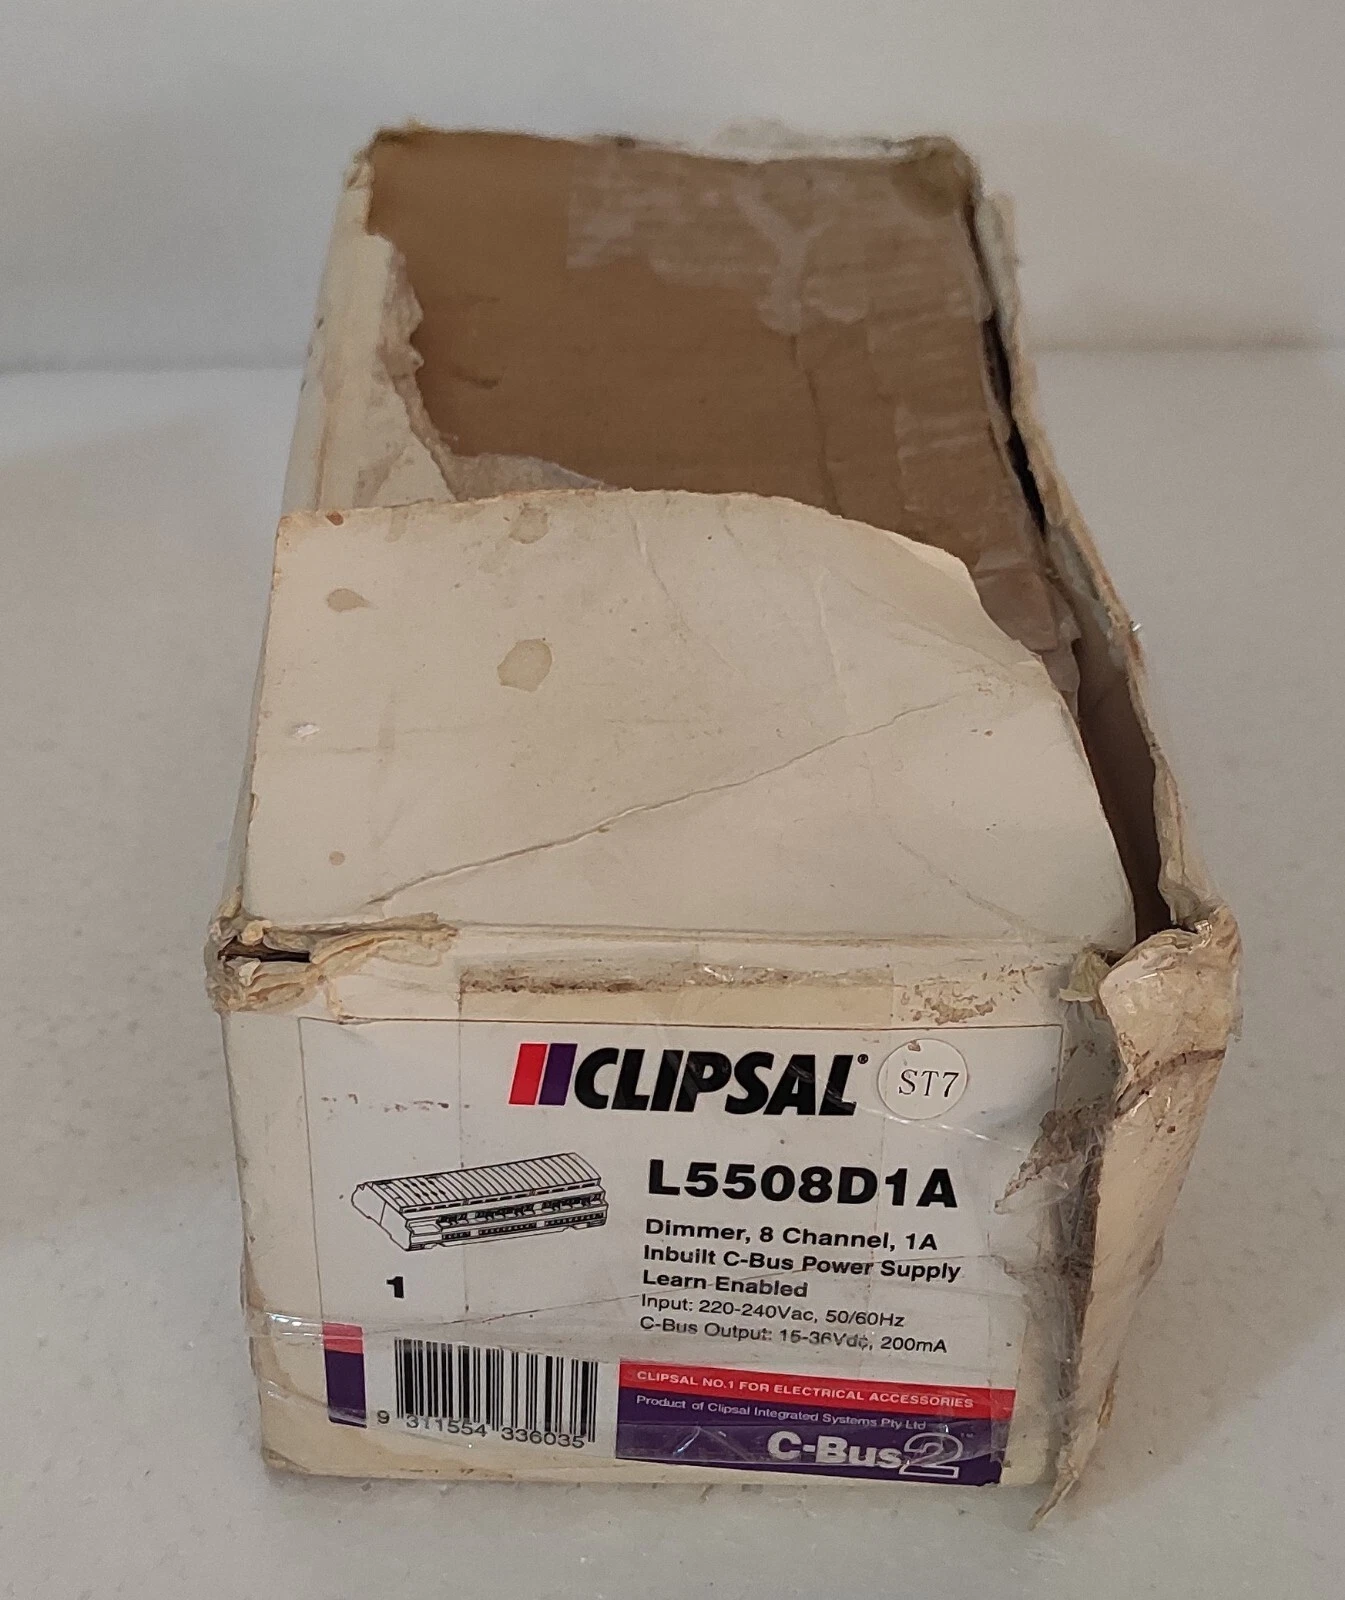 CLIPSAL®
ST7
L5508D1A
Dimmer, 8 Channel, 1A
Inbuilt C-Bus Power Supply
Learn Enabled
Input: 220-240Vac, 50/60Hz
C-Bus Output: 15-36Vdc, 200mA
1
9 311554 336035
CLIPSAL NO.1 FOR ELECTRICAL ACCESSORIES
Product of Clipsal Integrated Systems Pty Ltd
C-Bus2™